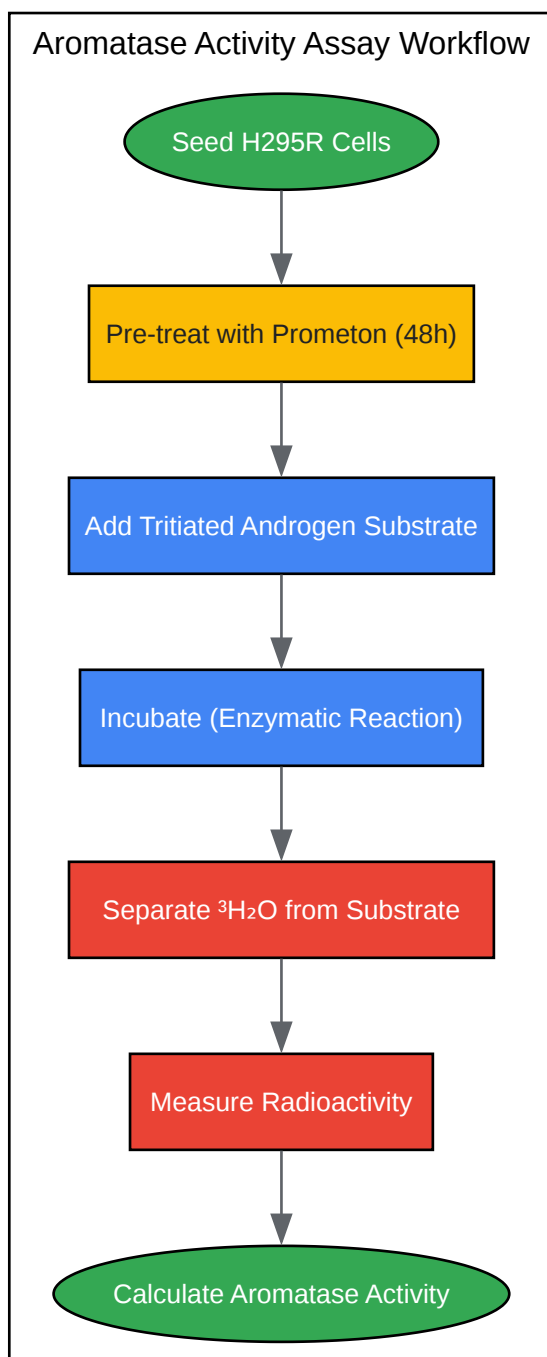 Aromatase Activity Assay Workflow
Seed H295R Cells
Pre-treat with Prometon (48h)
Add Tritiated Androgen Substrate
Incubate (Enzymatic Reaction)
Separate ³H₂O from Substrate
Measure Radioactivity
Calculate Aromatase Activity